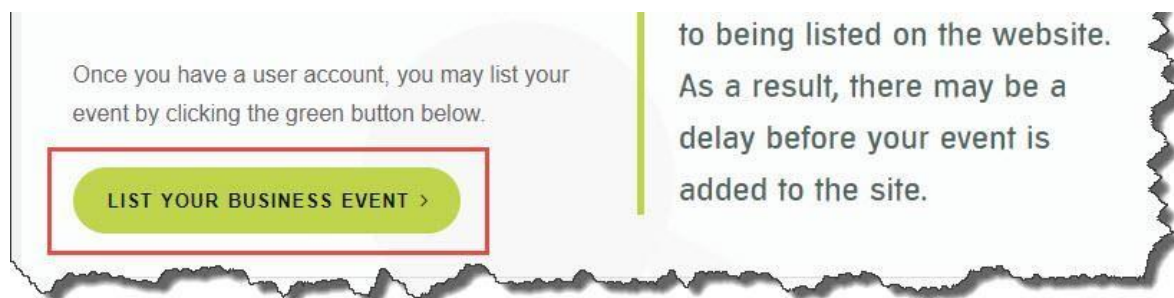 Once you have a user account, you may list your
event by clicking the green button below.
LIST YOUR BUSINESS EVENT >
to being listed on the website.
As a result, there may be a
delay before your event is
added to the site.